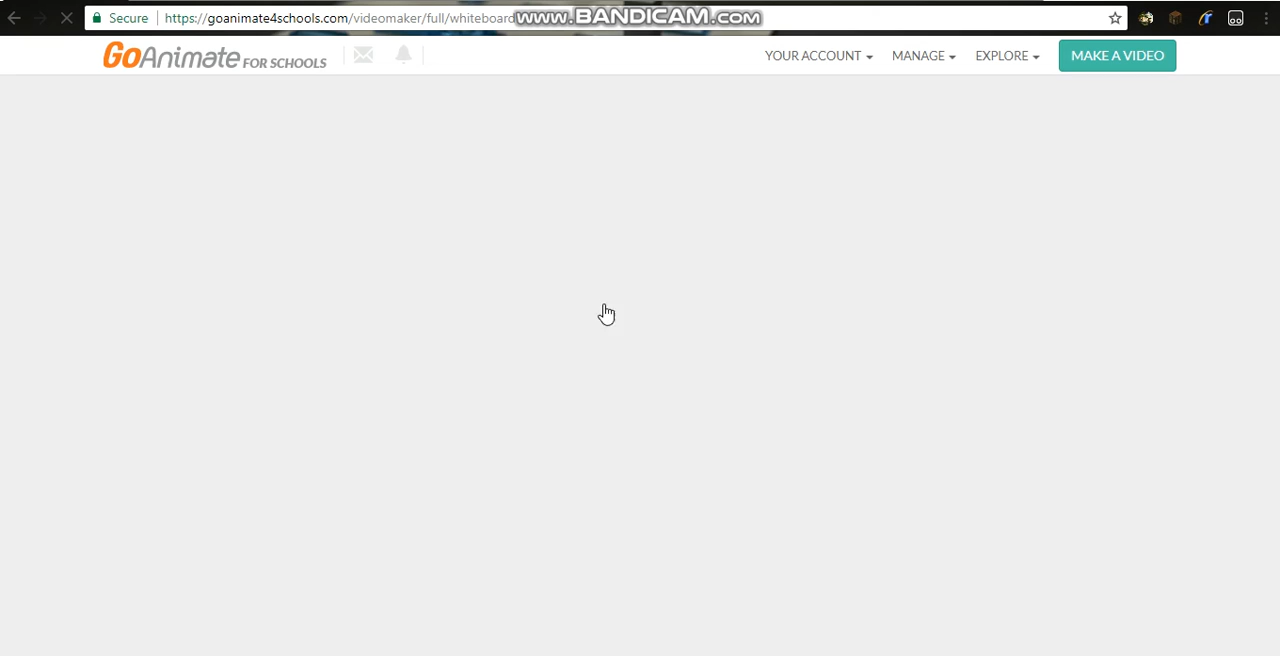 Secure https://goanimate4schools.com/videomaker/full/whiteboard
www.BANDICAM.com
GoAnimate FOR SCHOOLS YOUR ACCOUNT MANAGE EXPLORE MAKE A VIDEO